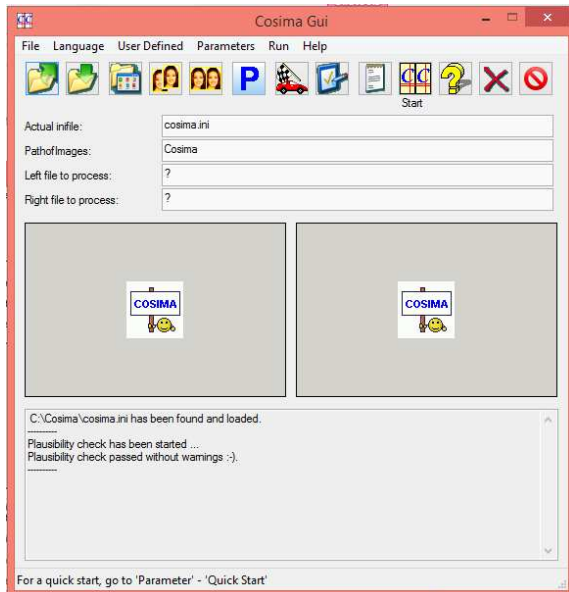 Cosima Gui
File Language User Defined Parameters Run Help
P
CC
Start
Actual inifile: cosima.ini
PathofImages: Cosima
Left file to process: ?
Right file to process: ?
COSIMA COSIMA
C:\Cosima\cosima.ini has been found and loaded.
----------
Plausibility check has been started ...
Plausibility check passed without warnings :-).
----------
For a quick start, go to 'Parameter' - 'Quick Start'